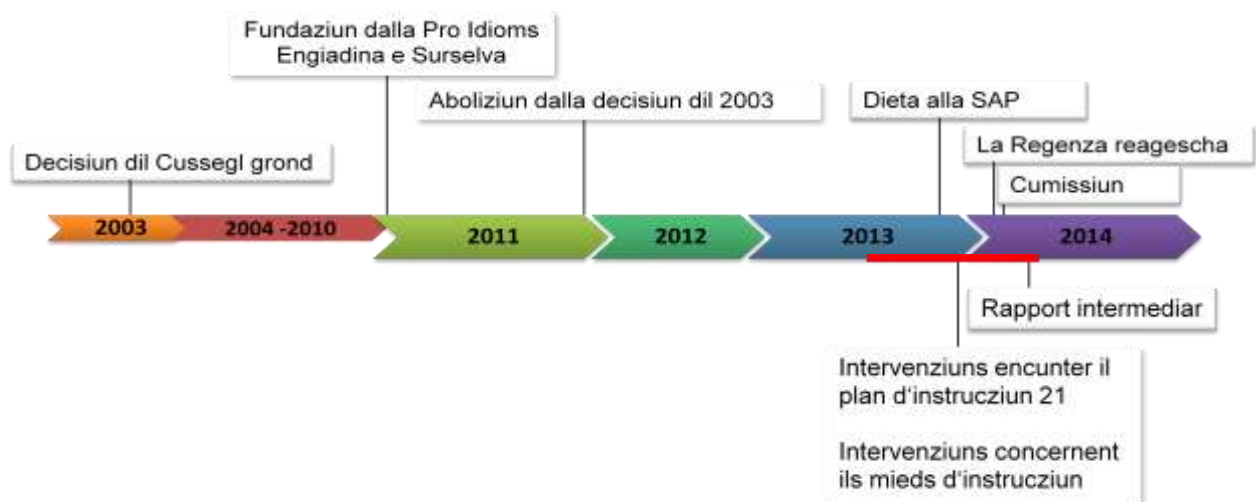 Fundaziun dalla Pro Idioms
Engiadina e Surselva
Aboliziun dalla decisiun dil 2003
Dieta alla SAP
La Regenza reagescha
Decisiun dil Cussegl grond
Cumissiun
2003
2004 -2010
2011
2012
2013
2014
Rapport intermediar
Intervenziuns encunter il
plan d‘instrucziun 21
Intervenziuns concernent
ils mieds d‘instrucziun